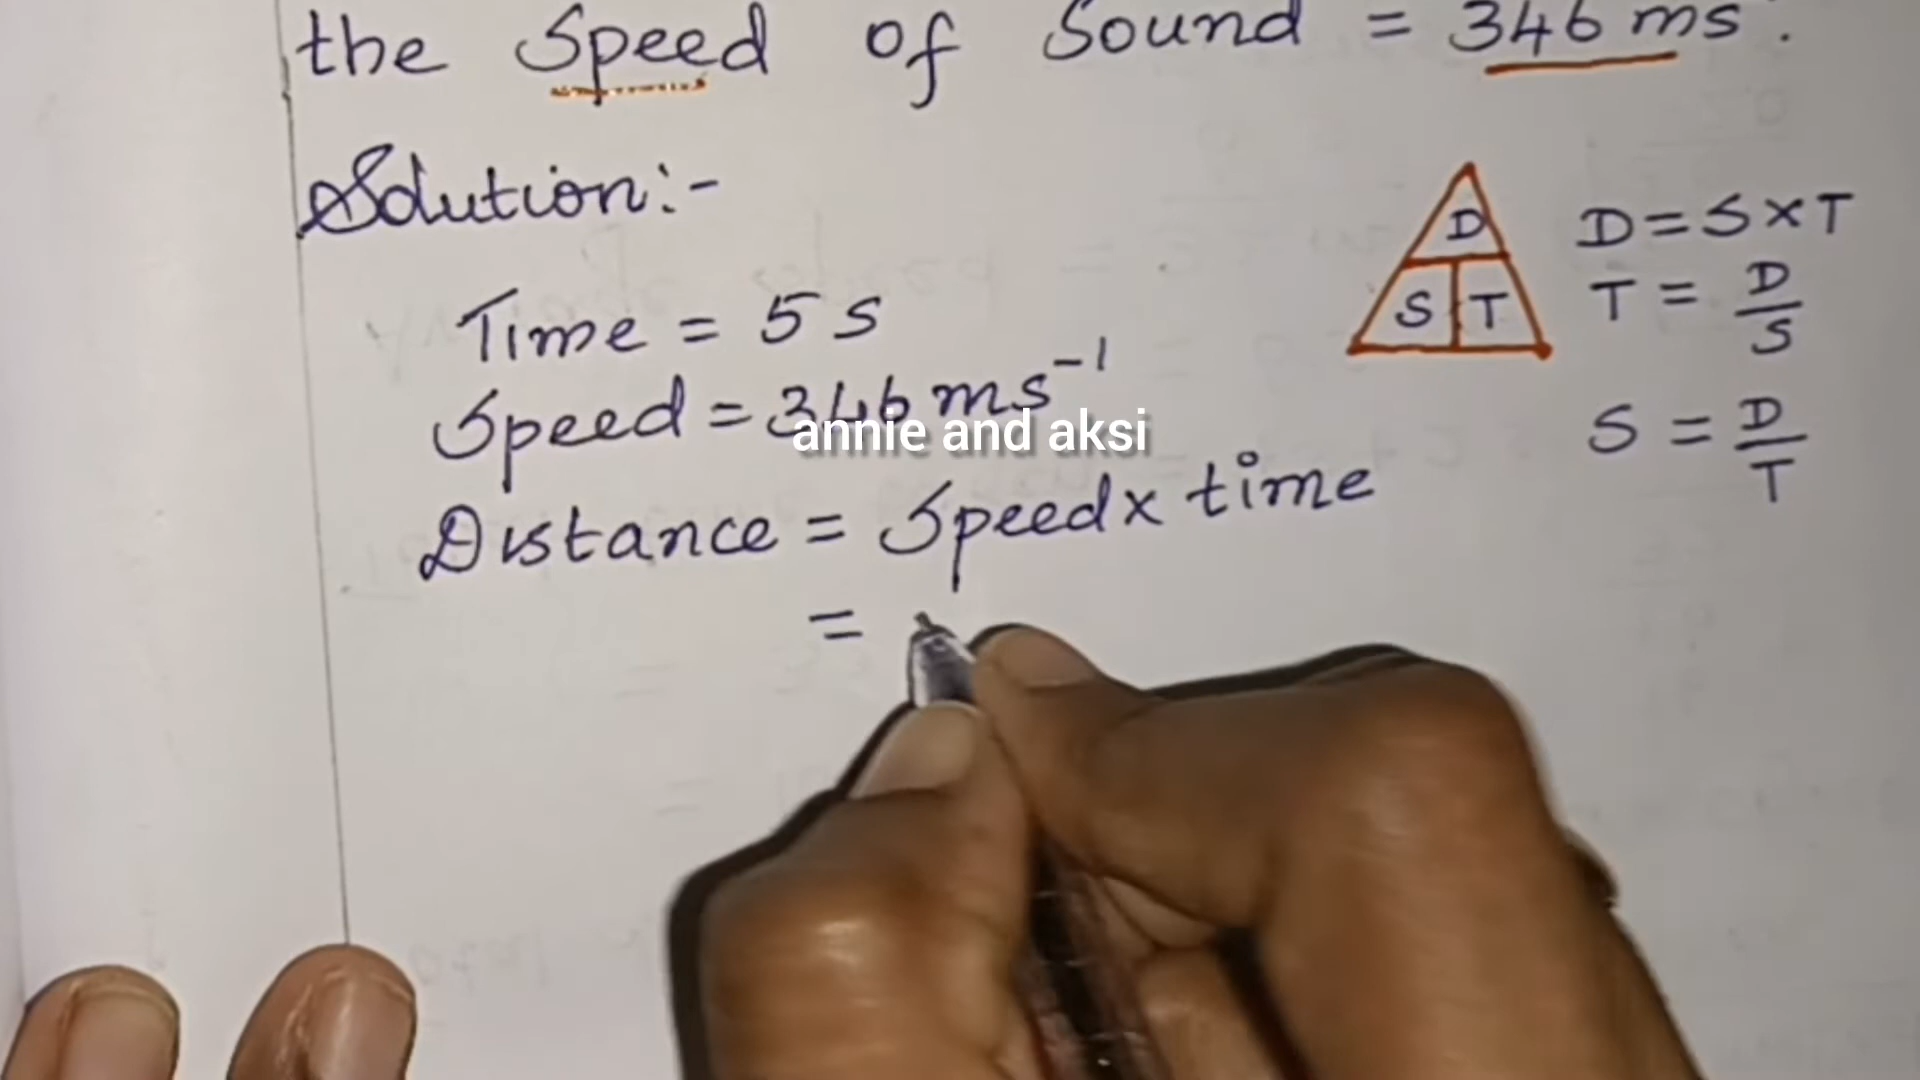 the Speed of Sound = 346 ms
Solution:-
Time = 5 s
Speed = 346 ms⁻¹
Distance = Speed x time
=
D
S T
D = S x T
T = D/S
S = D/T
annie and aksi